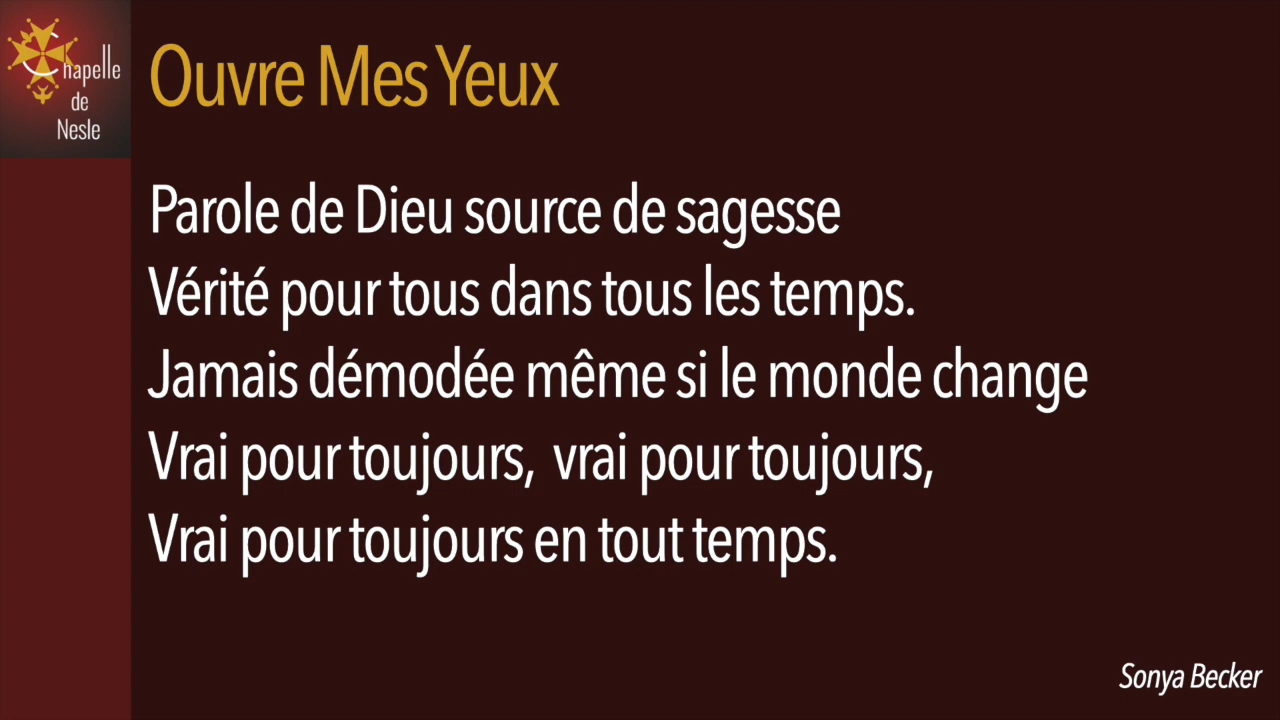 Chapelle
de
Nesle
Ouvre Mes Yeux
Parole de Dieu source de sagesse
Vérité pour tous dans tous les temps.
Jamais démodée même si le monde change
Vrai pour toujours, vrai pour toujours,
Vrai pour toujours en tout temps.
Sonya Becker